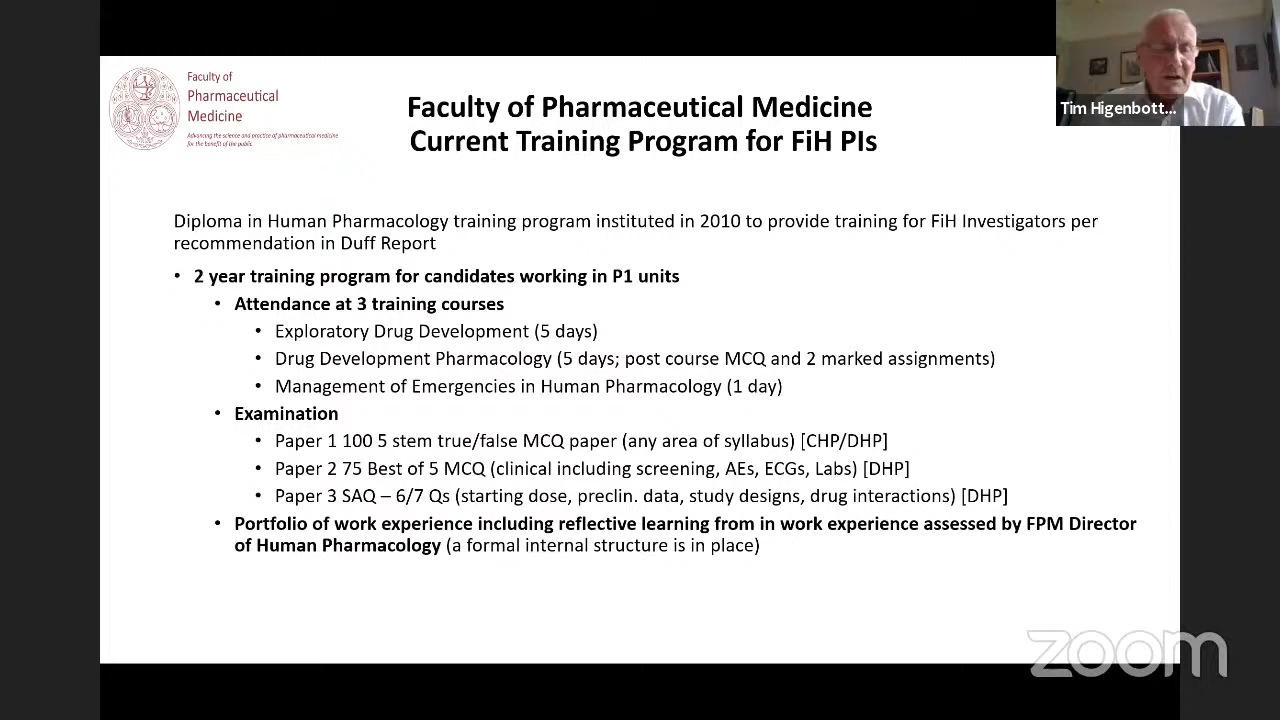 Faculty of
Pharmaceutical
Medicine
Advancing the science and practice of pharmaceutical medicine
for the benefit of the public
Faculty of Pharmaceutical Medicine
Current Training Program for FiH PIs
Tim Higenbott...
Diploma in Human Pharmacology training program instituted in 2010 to provide training for FiH Investigators per
recommendation in Duff Report
• 2 year training program for candidates working in P1 units
• Attendance at 3 training courses
• Exploratory Drug Development (5 days)
• Drug Development Pharmacology (5 days; post course MCQ and 2 marked assignments)
• Management of Emergencies in Human Pharmacology (1 day)
• Examination
• Paper 1 100 5 stem true/false MCQ paper (any area of syllabus) [CHP/DHP]
• Paper 2 75 Best of 5 MCQ (clinical including screening, AEs, ECGs, Labs) [DHP]
• Paper 3 SAQ – 6/7 Qs (starting dose, preclin. data, study designs, drug interactions) [DHP]
• Portfolio of work experience including reflective learning from in work experience assessed by FPM Director
of Human Pharmacology (a formal internal structure is in place)
zoom